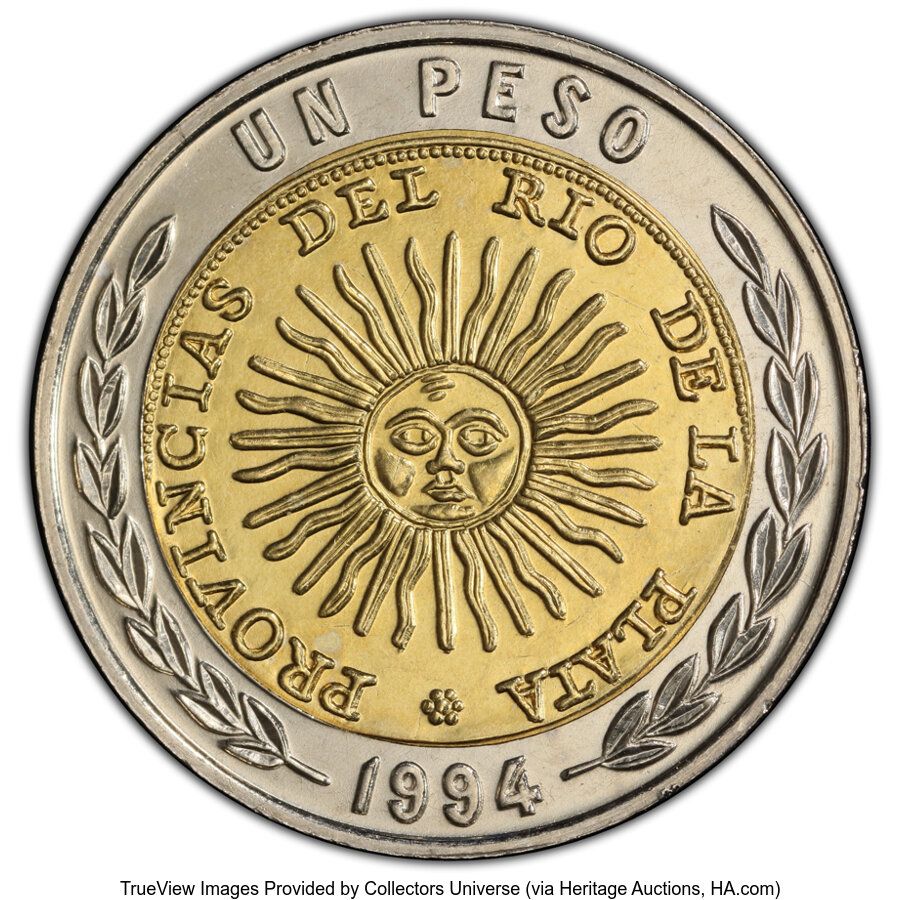 UN PESO
PROVINCIAS DEL RIO DE LA PLATA
1994
TrueView Images Provided by Collectors Universe (via Heritage Auctions, HA.com)